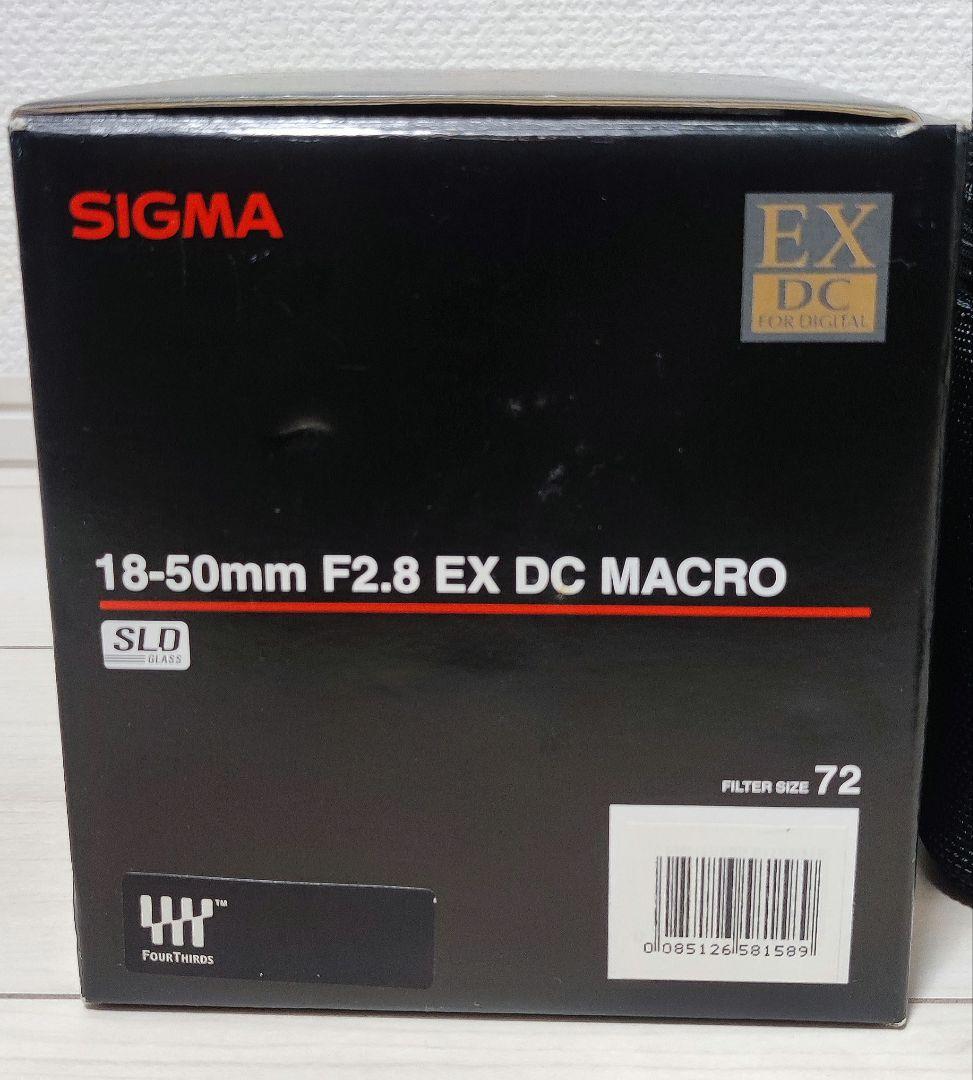 SIGMA
EX
DC
FOR DIGITAL
18-50mm F2.8 EX DC MACRO
SLD
GLASS
FILTER SIZE 72
FOURTHIRDS™
0 085126 581589